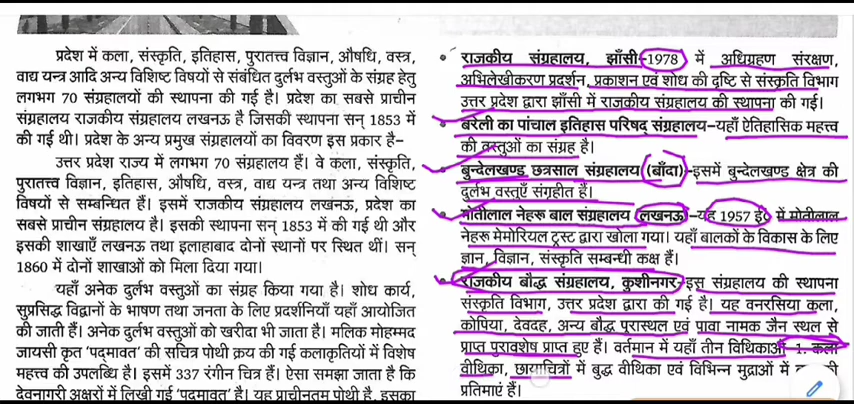 प्रदेश में कला, संस्कृति, इतिहास, पुरातत्त्व विज्ञान, औषधि, वस्त्र,
वाद्य यन्त्र आदि अन्य विशिष्ट विषयों से संबंधित दुर्लभ वस्तुओं के संग्रह हेतु
लगभग 70 संग्रहालयों की स्थापना की गई है। प्रदेश का सबसे प्राचीन
संग्रहालय राजकीय संग्रहालय लखनऊ है जिसकी स्थापना सन् 1853 में
की गई थी। प्रदेश के अन्य प्रमुख संग्रहालयों का विवरण इस प्रकार है–
उत्तर प्रदेश राज्य में लगभग 70 संग्रहालय हैं। वे कला, संस्कृति,
पुरातत्त्व विज्ञान, इतिहास, औषधि, वस्त्र, वाद्य यन्त्र तथा अन्य विशिष्ट
विषयों से सम्बन्धित हैं। इसमें राजकीय संग्रहालय लखनऊ, प्रदेश का
सबसे प्राचीन संग्रहालय है। इसकी स्थापना सन् 1853 में की गई थी और
इसकी शाखाएँ लखनऊ तथा इलाहाबाद दोनों स्थानों पर स्थित थीं। सन्
1860 में दोनों शाखाओं को मिला दिया गया।
यहाँ अनेक दुर्लभ वस्तुओं का संग्रह किया गया है। शोध कार्य,
सुप्रसिद्ध विद्वानों के भाषण तथा जनता के लिए प्रदर्शनियाँ यहाँ आयोजित
की जाती हैं। अनेक दुर्लभ वस्तुओं को खरीदा भी जाता है। मलिक मोहम्मद
जायसी कृत 'पद्मावत' की सचित्र पोथी क्रय की गई कलाकृतियों में विशेष
महत्त्व की उपलब्धि है। इसमें 337 रंगीन चित्र हैं। ऐसा समझा जाता है कि
देवनागरी अक्षरों में लिखी गई 'पदमावत' है। यह प्राचीनतम पोथी है, इसका
• राजकीय संग्रहालय, झाँसी–1978 में अधिग्रहण संरक्षण,
अभिलेखीकरण प्रदर्शन, प्रकाशन एवं शोध की दृष्टि से संस्कृति विभाग
उत्तर प्रदेश द्वारा झाँसी में राजकीय संग्रहालय की स्थापना की गई।
• बरेली का पांचाल इतिहास परिषद् संग्रहालय–यहाँ ऐतिहासिक महत्त्व
की वस्तुओं का संग्रह है।
बुन्देलखण्ड छत्रसाल संग्रहालय (बाँदा)–इसमें बुन्देलखण्ड क्षेत्र की
दुर्लभ वस्तुएँ संगृहीत हैं।
मोतीलाल नेहरू बाल संग्रहालय (लखनऊ)–यह 1957 ई० में मोतीलाल
नेहरू मेमोरियल ट्रस्ट द्वारा खोला गया। यहाँ बालकों के विकास के लिए
ज्ञान, विज्ञान, संस्कृति सम्बन्धी कक्ष हैं।
राजकीय बौद्ध संग्रहालय, कुशीनगर–इस संग्रहालय की स्थापना
संस्कृति विभाग, उत्तर प्रदेश द्वारा की गई है। यह वनरसिया कला,
कोपिया, देवदह, अन्य बौद्ध पुरास्थल एवं पावा नामक जैन स्थल से
प्राप्त पुरावशेष प्राप्त हुए हैं। वर्तमान में यहाँ तीन विथिकाओं 1. कला
वीथिका, छायाचित्रों में बुद्ध वीथिका एवं विभिन्न मुद्राओं में
प्रतिमाएं हैं।